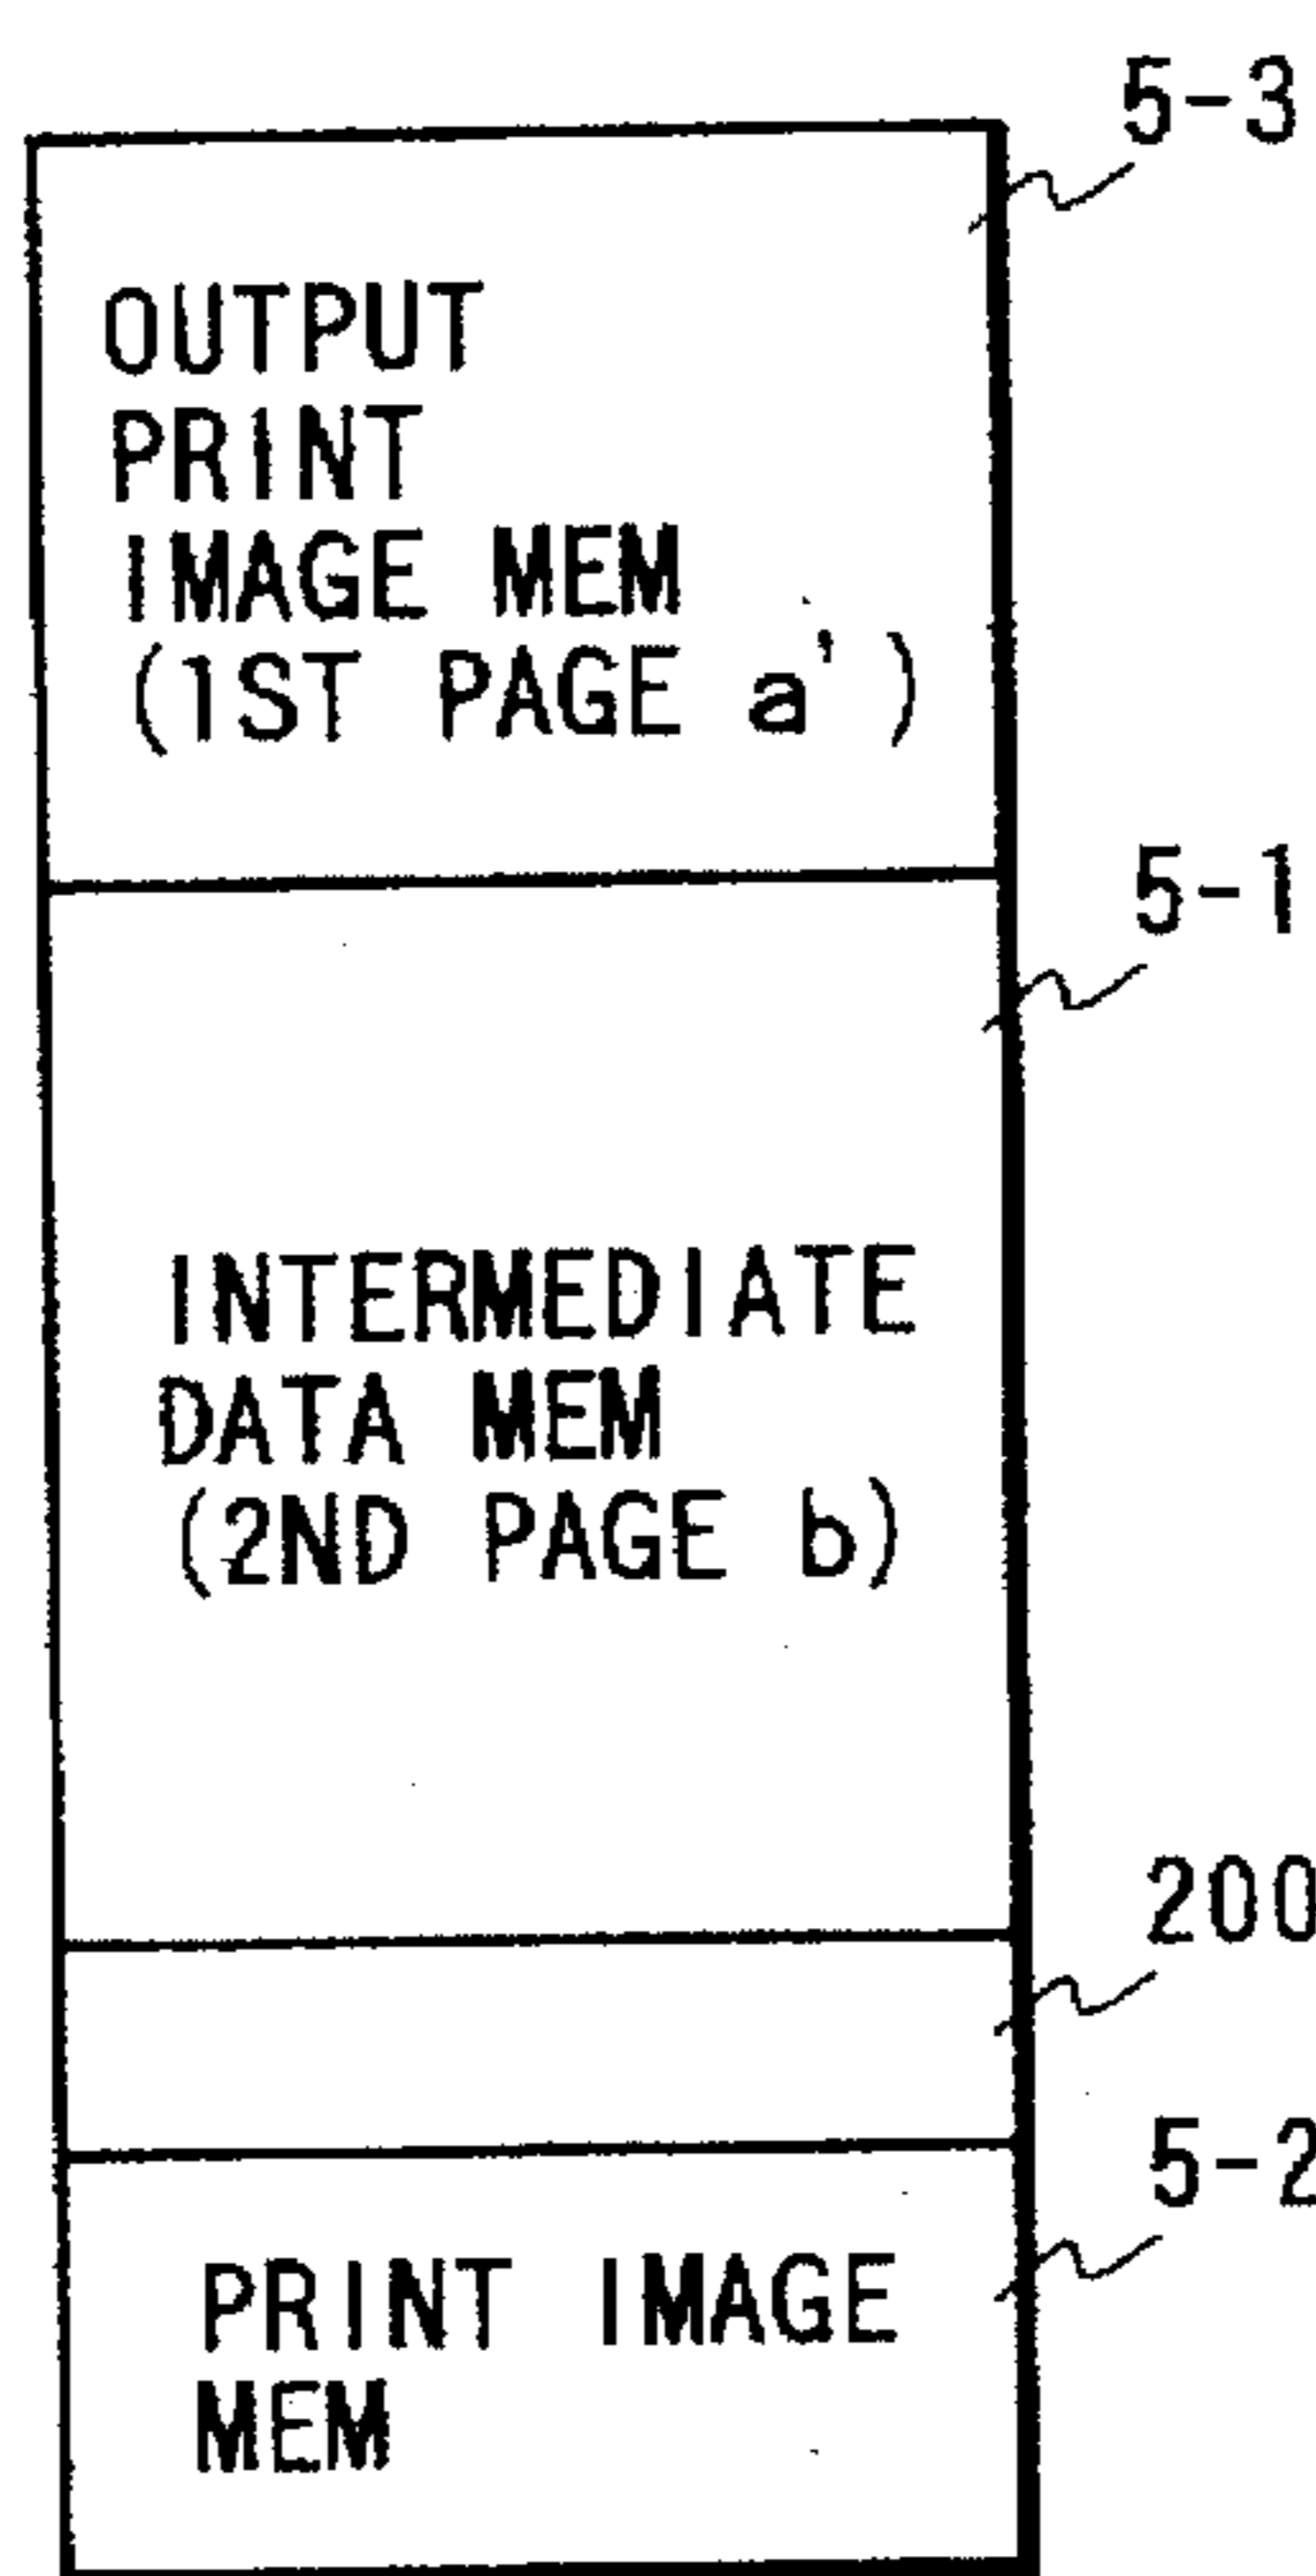 5-3
OUTPUT
PRINT
IMAGE MEM
(1ST PAGE a')
5-1
INTERMEDIATE
DATA MEM
(2ND PAGE b)
200
5-2
PRINT IMAGE
MEM